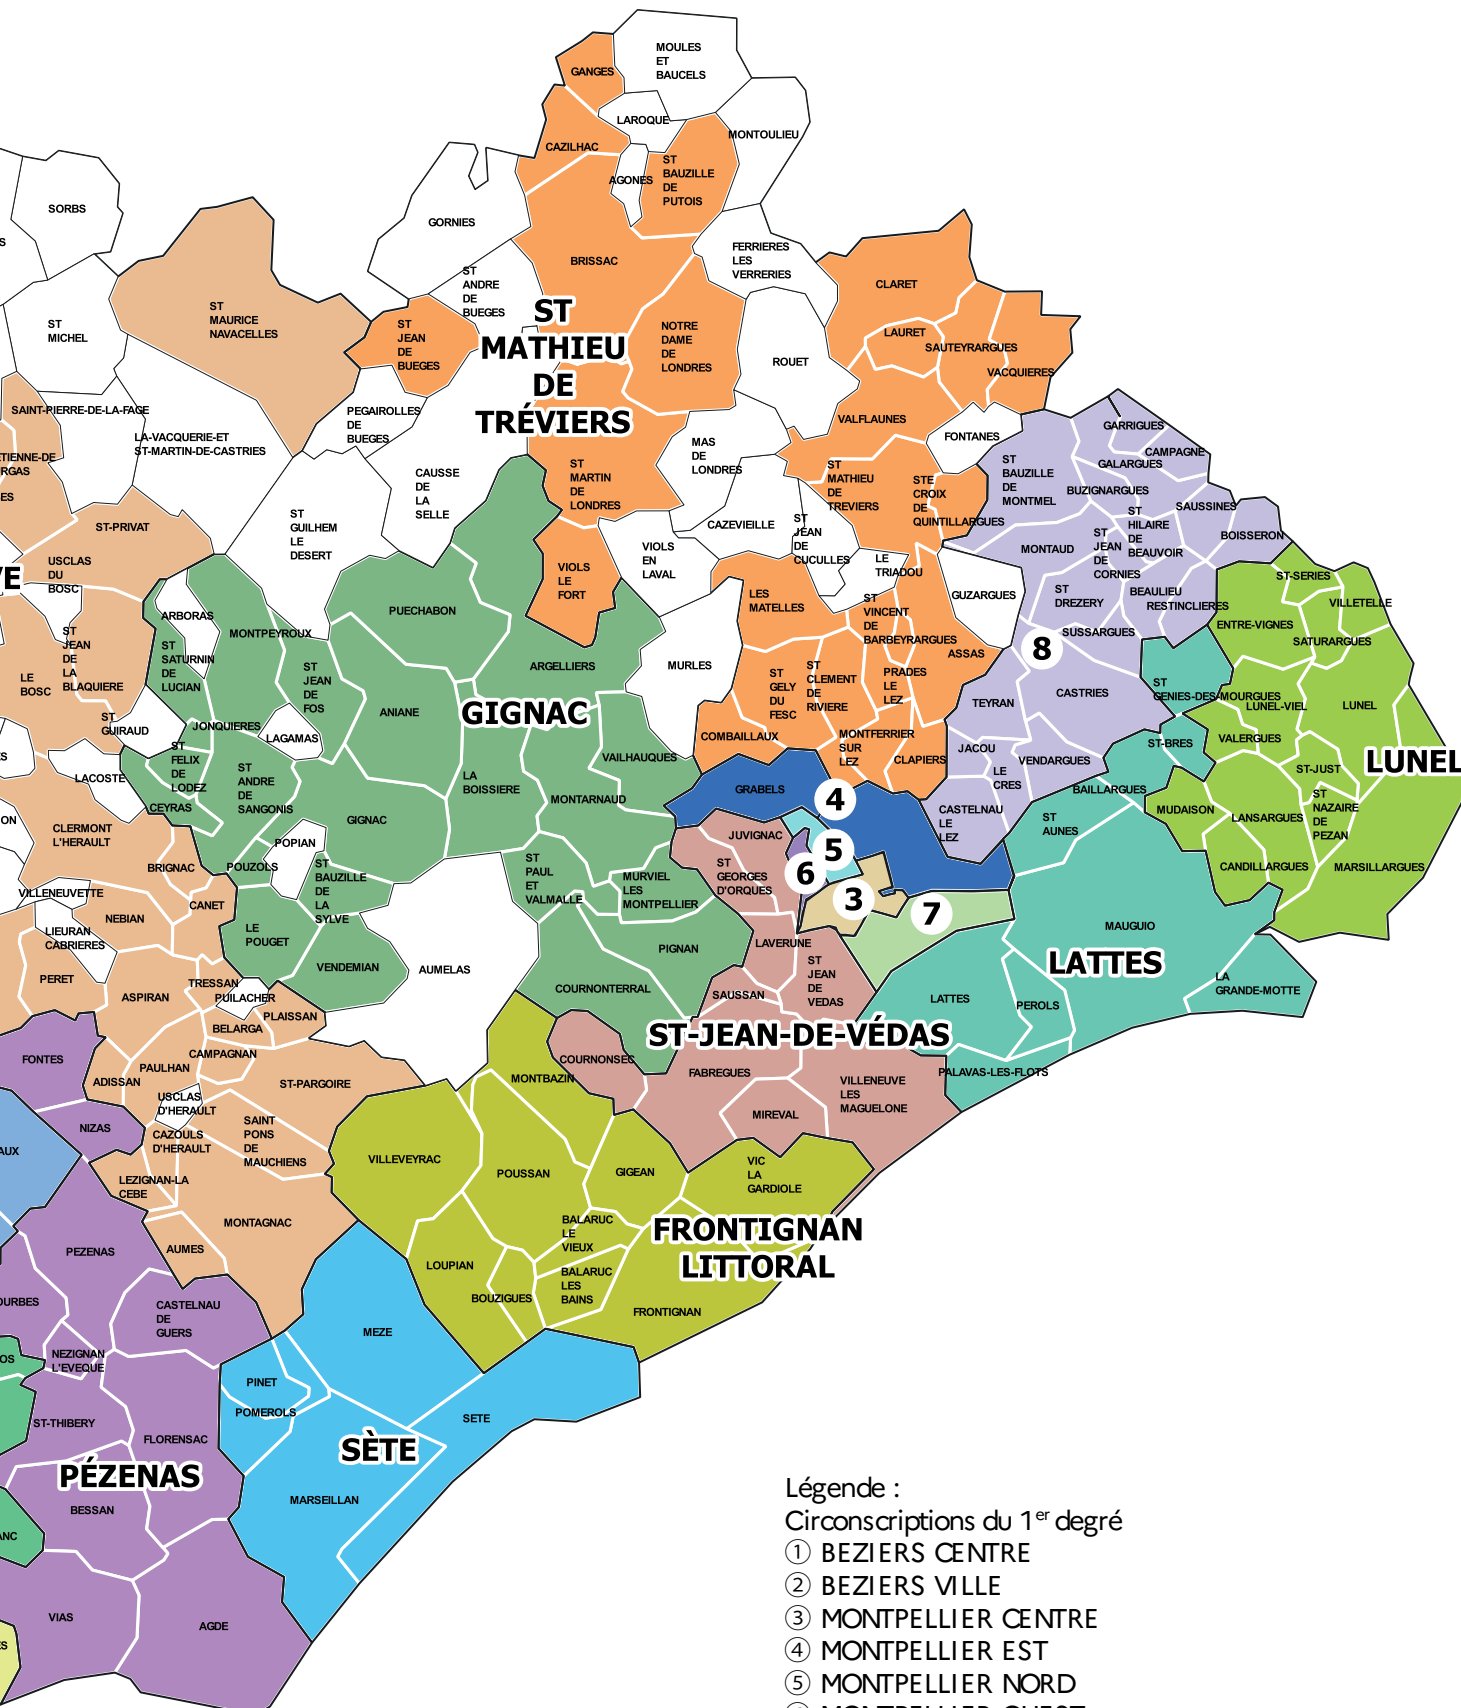 MOULES
ET
BAUCELS
GANGES
LAROQUE
MONTOULIEU
CAZILHAC
AGONES
ST
BAUZILLE
DE
PUTOIS
SORBS
GORNIES
FERRIERES
LES
VERRERIES
BRISSAC
CLARET
ST
ANDRE
DE
BUEGES
ST
MAURICE
NAVACELLES
ST
MICHEL
ST
JEAN
DE
BUEGES
ST
MATHIEU
DE
TRÉVIERS
NOTRE
DAME
DE
LONDRES
ROUET
LAURET
SAUTEYRARGUES
VACQUIERES
SAINT-PIERRE-DE-LA-FAGE
PEGAIROLLES
DE
BUEGES
VALFLAUNES
FONTANES
GARRIGUES
CAMPAGNE
GALARGUES
LA-VACQUERIE-ET
ST-MARTIN-DE-CASTRIES
MAS
DE
LONDRES
TIENNE-DE
RGAS
ES
CAUSSE
DE
LA
SELLE
ST
MARTIN
DE
LONDRES
ST
MATHIEU
DE
TREVIERS
STE
CROIX
DE
QUINTILLARGUES
ST
BAUZILLE
DE
MONTMEL
BUZIGNARGUES
SAUSSINES
ST-PRIVAT
ST
GUILHEM
LE
DESERT
CAZEVIEILLE
ST
JEAN
DE
CUCULLES
ST
HILAIRE
DE
BEAUVOIR
BOISSERON
VIOLS
EN
LAVAL
MONTAUD
ST
JEAN
DE
CORNIES
USCLAS
DU
BOSC
VE
VIOLS
LE
FORT
LE
TRIADOU
ST-SERIES
GUZARGUES
ST
DREZERY
BEAULIEU
RESTINCLIERES
VILLETELLE
LES
MATELLES
ST
VINCENT
DE
BARBEYRARGUES
ARBORAS
PUECHABON
ENTRE-VIGNES
SATURARGUES
SUSSARGUES
8
MONTPEYROUX
ST
JEAN
DE
LA
BLAQUIERE
ST
SATURNIN
DE
LUCIAN
ASSAS
ARGELLIERS
MURLES
ST
JEAN
DE
FOS
LE
BOSC
ST
GELY
DU
FESC
ST
CLEMENT
DE
RIVIERE
PRADES
LE
LEZ
TEYRAN
CASTRIES
ST
GENIES-DES-MOURGUES
LUNEL-VIEL
LUNEL
ANIANE
GIGNAC
ST
GUIRAUD
JONQUIERES
LAGAMAS
COMBAILLAUX
MONTFERRIER
SUR
LEZ
CLAPIERS
JACOU
LE
CRES
VENDARGUES
ST-BRES
VALERGUES
LUNEL
VAILHAUQUES
ST
FELIX
DE
LODEZ
LACOSTE
ST
ANDRE
DE
SANGONIS
LA
BOISSIERE
ST-JUST
GRABELS
BAILLARGUES
MONTARNAUD
4
ST
NAZAIRE
DE
PEZAN
CEYRAS
GIGNAC
CASTELNAU
LE
LEZ
MUDAISON
LANSARGUES
ST
AUNES
CLERMONT
L'HERAULT
JUVIGNAC
POPIAN
5
BRIGNAC
POUZOLS
ST
BAUZILLE
DE
LA
SYLVE
ST
PAUL
ET
VALMALLE
MURVIEL
LES
MONTPELLIER
ST
GEORGES
D'ORQUES
6
CANDILLARGUES
MARSILLARGUES
VILLENEUVETTE
3
CANET
NEBIAN
7
MAUGUIO
LIEURAN
CABRIERES
LE
POUGET
PIGNAN
LAVERUNE
LATTES
VENDEMIAN
AUMELAS
ST
JEAN
DE
VEDAS
PERET
TRESSAN
PUILACHER
ASPIRAN
COURNONTERRAL
SAUSSAN
LATTES
PEROLS
LA
GRANDE-MOTTE
PLAISSAN
BELARGA
ST-JEAN-DE-VÉDAS
FONTES
CAMPAGNAN
PAULHAN
ADISSAN
COURNONSEC
MONTBAZIN
FABREGUES
PALAVAS-LES-FLOTS
ST-PARGOIRE
VILLENEUVE
LES
MAGUELONE
USCLAS
D'HERAULT
MIREVAL
NIZAS
CAZOULS
D'HERAULT
SAINT
PONS
DE
MAUCHIENS
AUX
VILLEVEYRAC
POUSSAN
GIGEAN
VIC
LA
GARDIOLE
LEZIGNAN-LA
CEBE
MONTAGNAC
BALARUC
LE
VIEUX
FRONTIGNAN
LITTORAL
PEZENAS
AUMES
LOUPIAN
BALARUC
LES
BAINS
BOUZIGUES
FRONTIGNAN
OURBES
CASTELNAU
DE
GUERS
MEZE
OS
NEZIGNAN
L'EVEQUE
PINET
POMEROLS
SETE
ST-THIBERY
FLORENSAC
SÈTE
PÉZENAS
MARSEILLAN
BESSAN
ANC
VIAS
AGDE
ES
Légende :
Circonscriptions du 1er degré
① BEZIERS CENTRE
② BEZIERS VILLE
③ MONTPELLIER CENTRE
④ MONTPELLIER EST
⑤ MONTPELLIER NORD